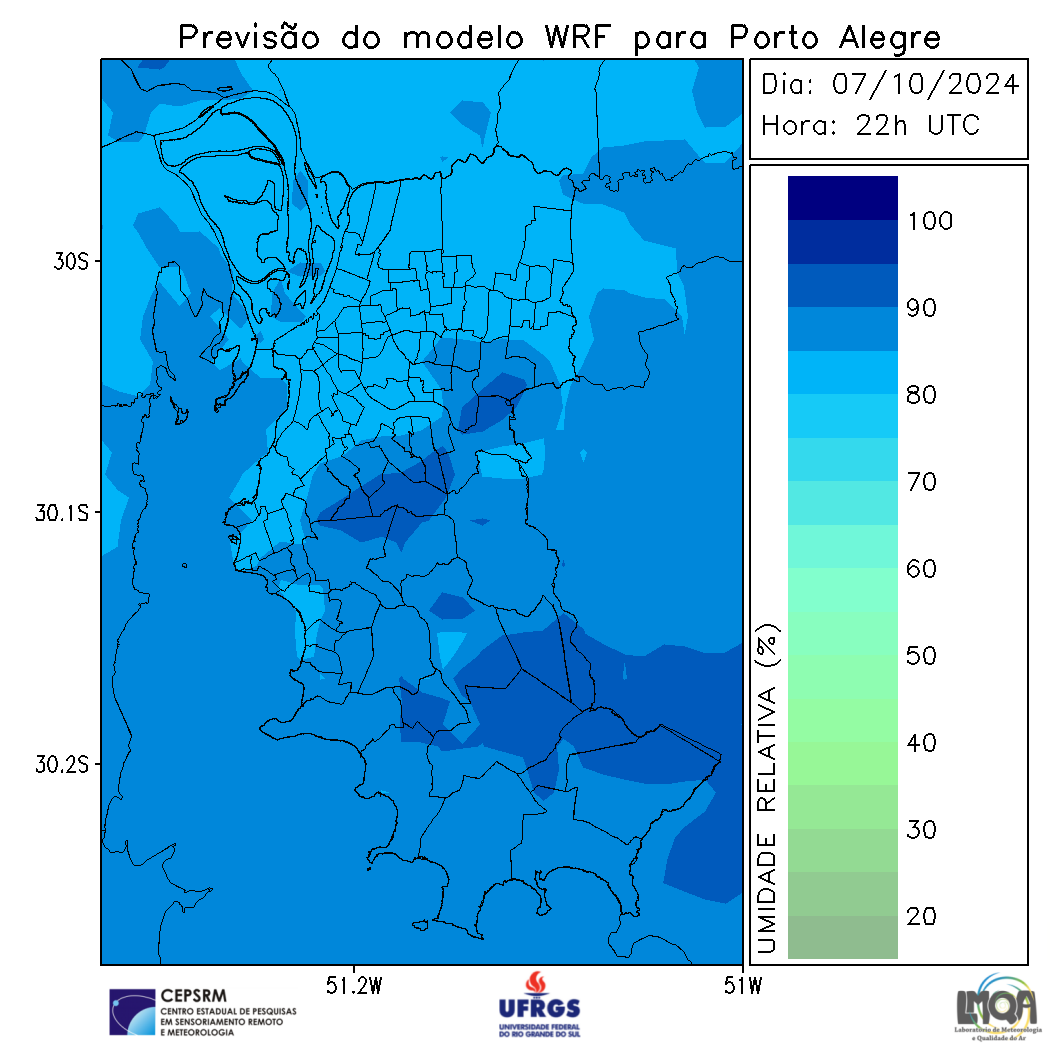 Previsão do modelo WRF para Porto Alegre
Dia: 07/10/2024
Hora: 22h UTC
30S
30.1S
30.2S
51.2W
51W
100
90
80
70
60
50
40
30
20
UMIDADE RELATIVA (%)
CEPSRM
CENTRO ESTADUAL DE PESQUISAS
EM SENSORIAMENTO REMOTO
E METEOROLOGIA
UFRGS
UNIVERSIDADE FEDERAL
DO RIO GRANDE DO SUL
LMQA
Laboratório de Meteorologia
e Qualidade do Ar